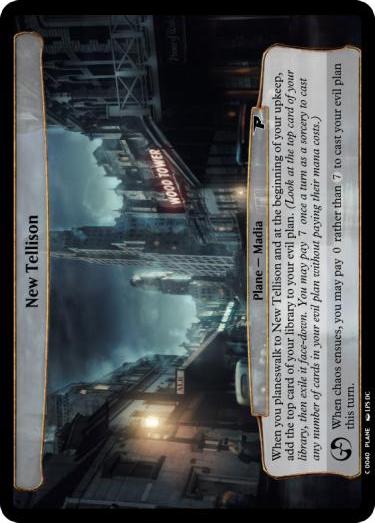 New Tellison
WOOD TOWER
Plane — Madia
When you planeswalk to New Tellison and at the beginning of your upkeep,
add the top card of your library to your evil plan. (Look at the top card of your
library, then exile it face-down. You may pay 7 once a turn as a sorcery to cast
any number of cards in your evil plan without paying their mana costs.)
When chaos ensues, you may pay 0 rather than 7 to cast your evil plan
this turn.
C 0040 PLANE LPS DC